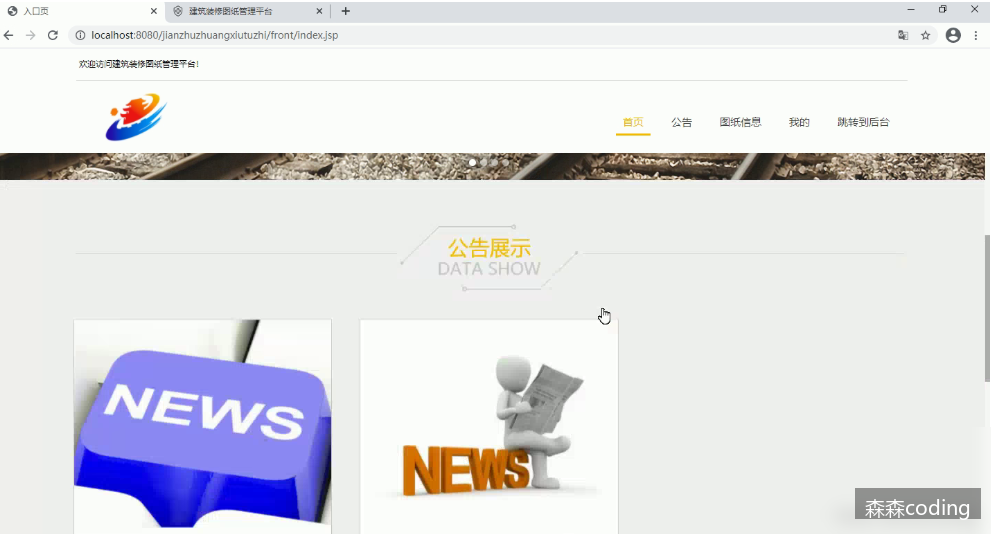 入口页
建筑装修图纸管理平台
localhost:8080/jianzhuzhuangxiutuzhi/front/index.jsp
欢迎访问建筑装修图纸管理平台!
首页
公告
图纸信息
我的
跳转到后台
公告展示
DATA SHOW
NEWS
NEWS
森森coding